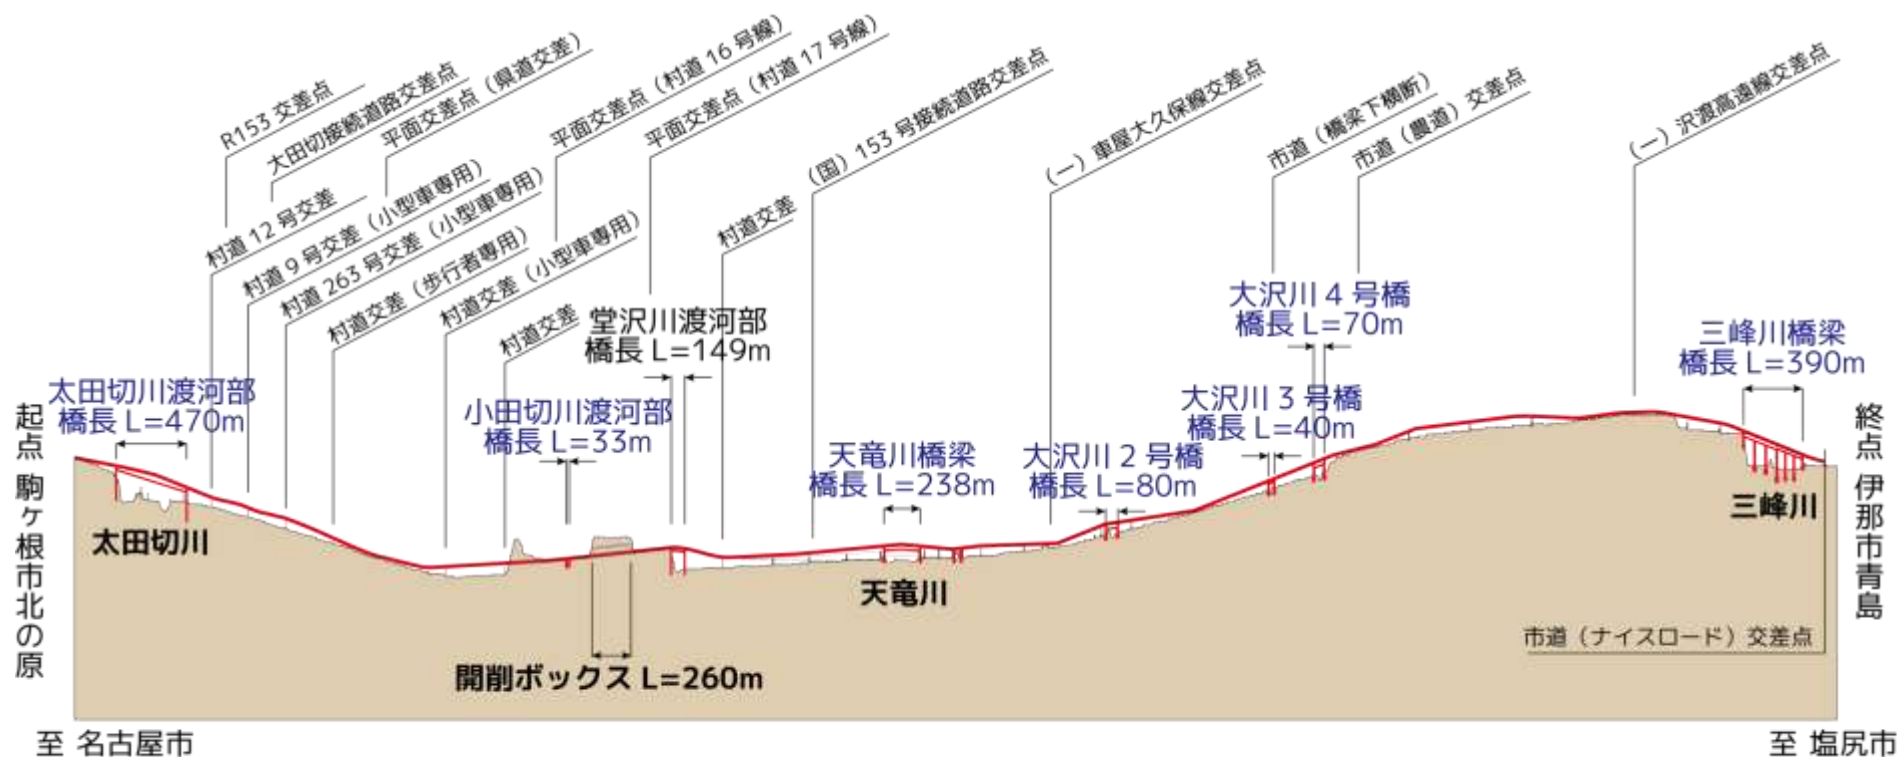 R153 交差点
大田切接続道路交差点
平面交差点（県道交差）
平面交差点（村道 16 号線）
平面交差点（村道 17 号線）
（国）153 号接続道路交差点
（一）車屋大久保線交差点
市道（橋梁下横断）
市道（農道）交差点
（一）沢渡高遠線交差点
村道 12 号交差
村道 9 号交差（小型車専用）
村道 263 号交差（小型車専用）
村道交差（歩行者専用）
村道交差（小型車専用）
村道交差
村道交差
太田切川渡河部
橋長 L=470m
小田切川渡河部
橋長 L=33m
堂沢川渡河部
橋長 L=149m
天竜川橋梁
橋長 L=238m
大沢川 2 号橋
橋長 L=80m
大沢川 3 号橋
橋長 L=40m
大沢川 4 号橋
橋長 L=70m
三峰川橋梁
橋長 L=390m
起点 駒ヶ根市北の原
終点 伊那市青島
太田切川
天竜川
三峰川
開削ボックス L=260m
市道（ナイスロード）交差点
至 名古屋市
至 塩尻市